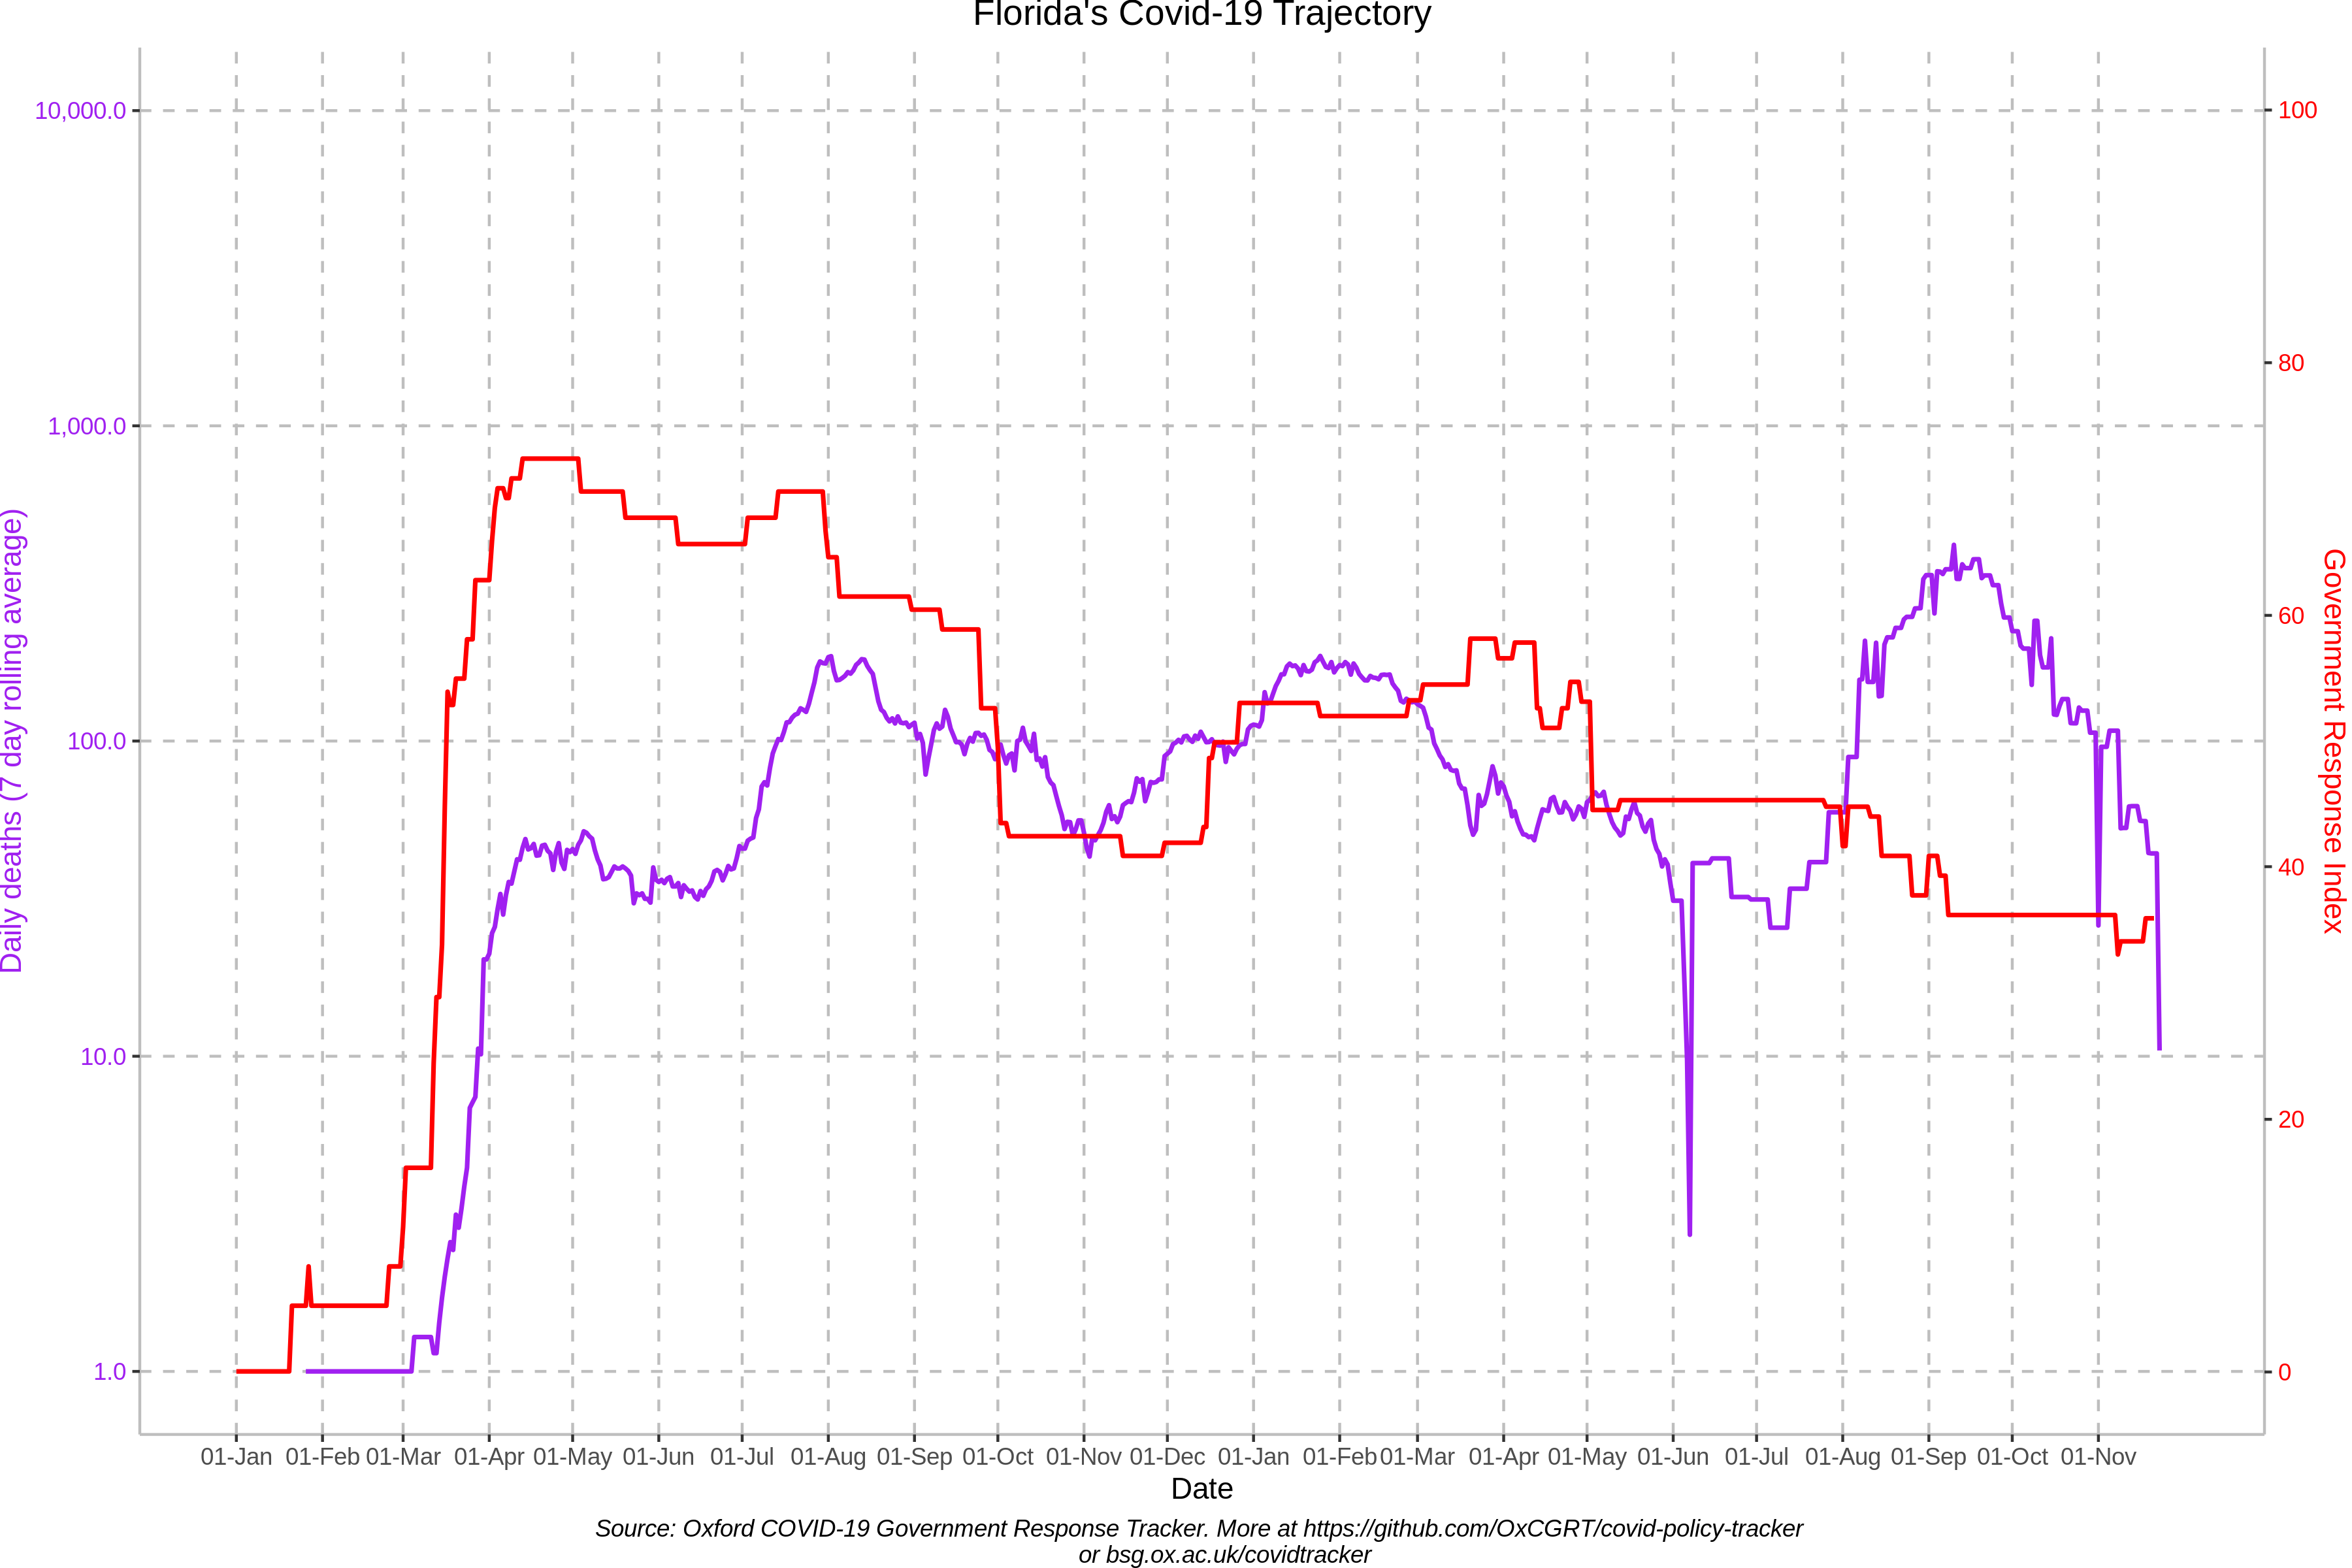 Florida's Covid-19 Trajectory
10,000.0
1,000.0
100.0
10.0
1.0
Daily deaths (7 day rolling average)
100
80
60
40
20
0
Government Response Index
01-Jan 01-Feb 01-Mar 01-Apr 01-May 01-Jun 01-Jul 01-Aug 01-Sep 01-Oct 01-Nov 01-Dec 01-Jan 01-Feb 01-Mar 01-Apr 01-May 01-Jun 01-Jul 01-Aug 01-Sep 01-Oct 01-Nov
Date
Source: Oxford COVID-19 Government Response Tracker. More at https://github.com/OxCGRT/covid-policy-tracker
or bsg.ox.ac.uk/covidtracker